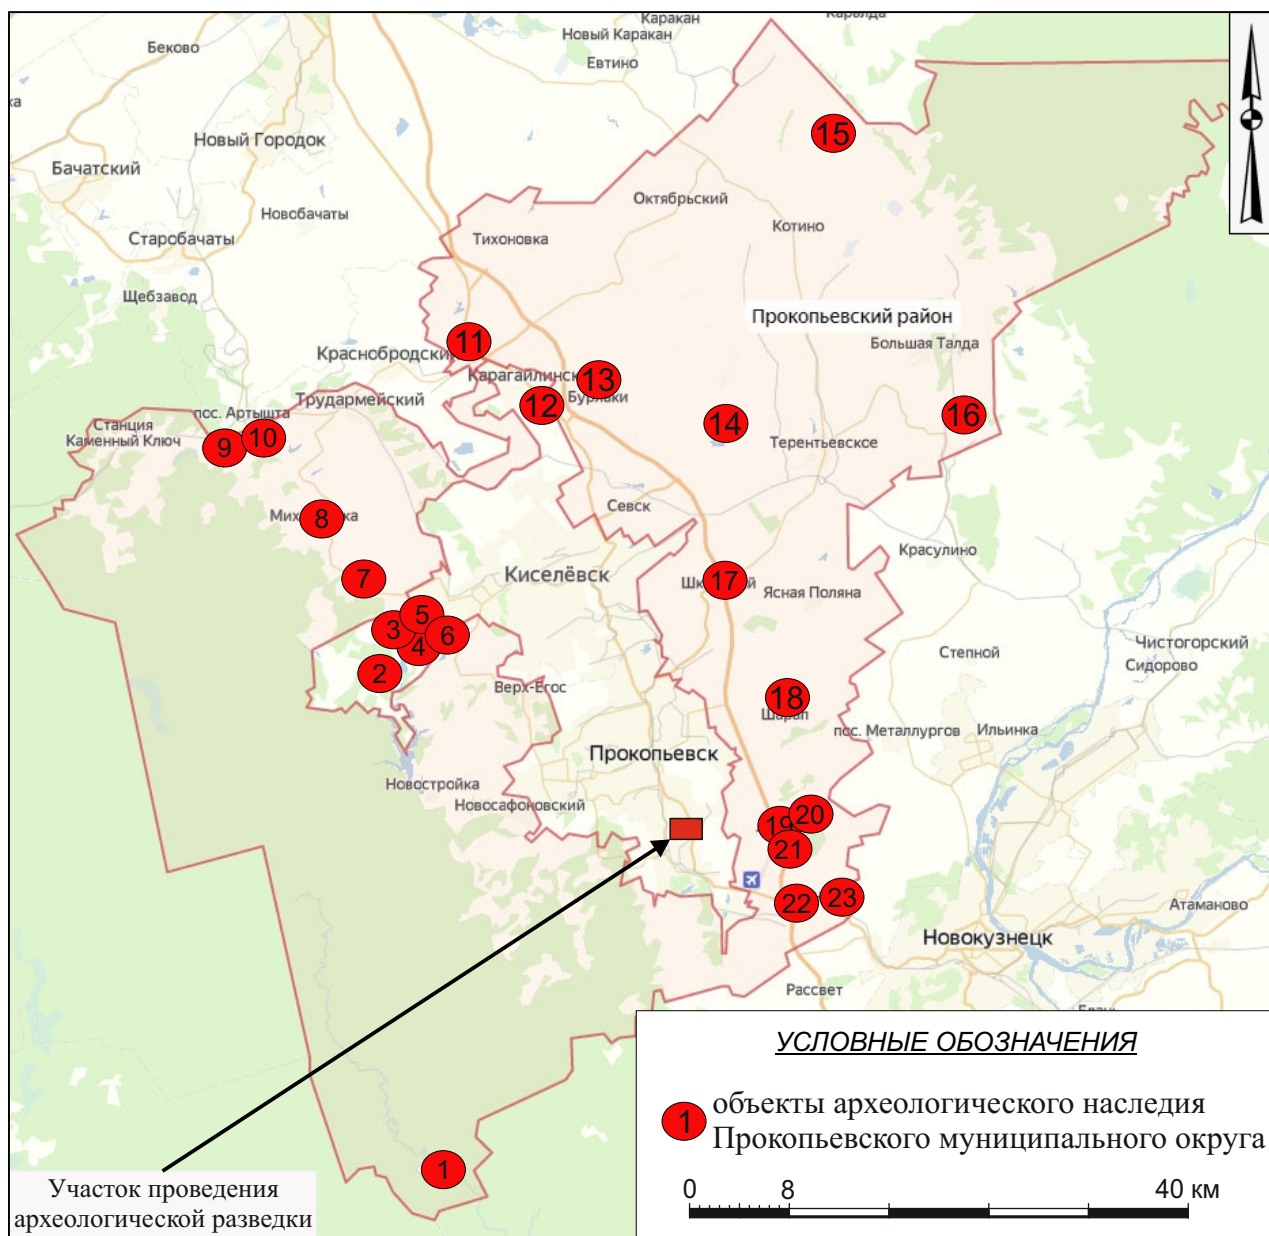 Каракан
Новый Каракан
Евтино
Беково
Новый Городок
Бачатский
Новобачаты
Старобачаты
Щебзавод
15
Октябрьский
Котино
Тихоновка
Прокопьевский район
Большая Талда
11
Краснобродский
Карагайлинский
13
Бурлаки
12
Трудармейский
пос. Артышта
Станция
Каменный Ключ
9
10
14
16
Терентьевское
8
Севск
Красулино
7
Киселёвск
17
Ясная Поляна
5
3
6
4
2
Чистогорский
Сидорово
Степной
Верх-Егос
18
Шарап
пос. Металлургов
Ильинка
Прокопьевск
Новостройка
Новосафоновский
19
20
21
22
23
Атаманово
Новокузнецк
Рассвет
УСЛОВНЫЕ ОБОЗНАЧЕНИЯ
1 объекты археологического наследия
Прокопьевского муниципального округа
0 8 40 км
1
Участок проведения
археологической разведки